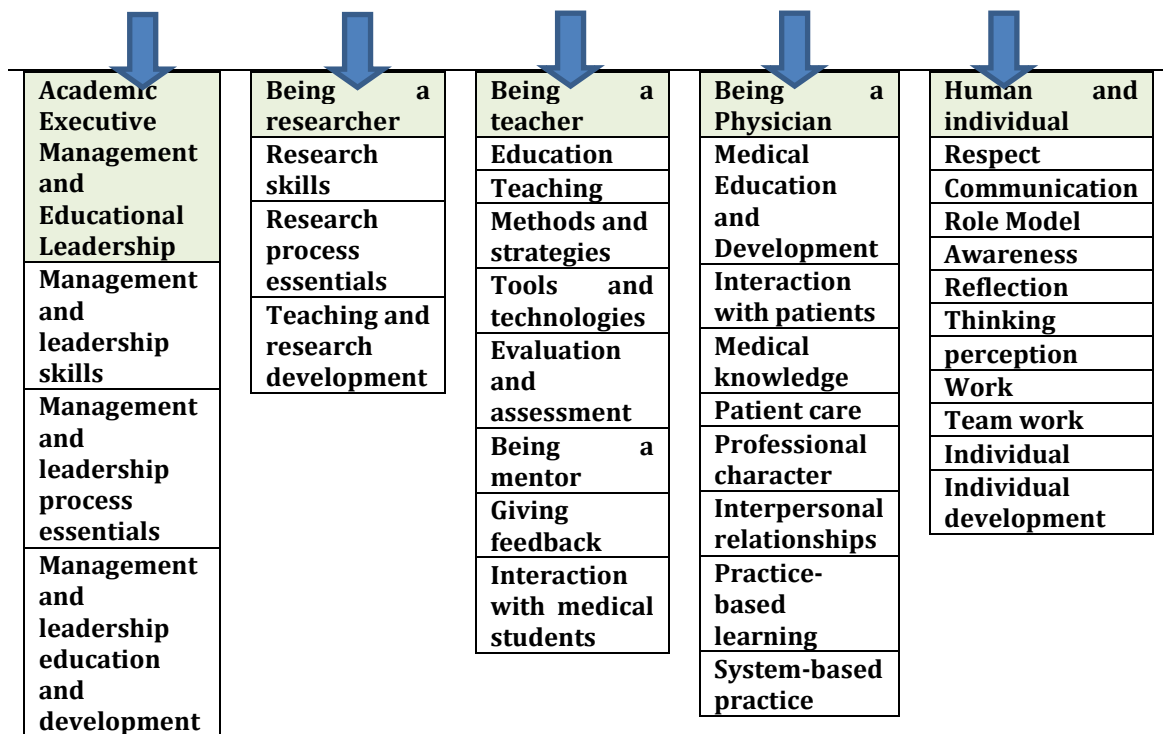 Academic
Executive
Management
and
Educational
Leadership
Management
and
leadership
skills
Management
and
leadership
process
essentials
Management
and
leadership
education
and
development
Being a
researcher
Research
skills
Research
process
essentials
Teaching and
research
development
Being a
teacher
Education
Teaching
Methods and
strategies
Tools and
technologies
Evaluation
and
assessment
Being a
mentor
Giving
feedback
Interaction
with medical
students
Being a
Physician
Medical
Education
and
Development
Interaction
with patients
Medical
knowledge
Patient care
Professional
character
Interpersonal
relationships
Practice-
based
learning
System-based
practice
Human and
individual
Respect
Communication
Role Model
Awareness
Reflection
Thinking
perception
Work
Team work
Individual
Individual
development